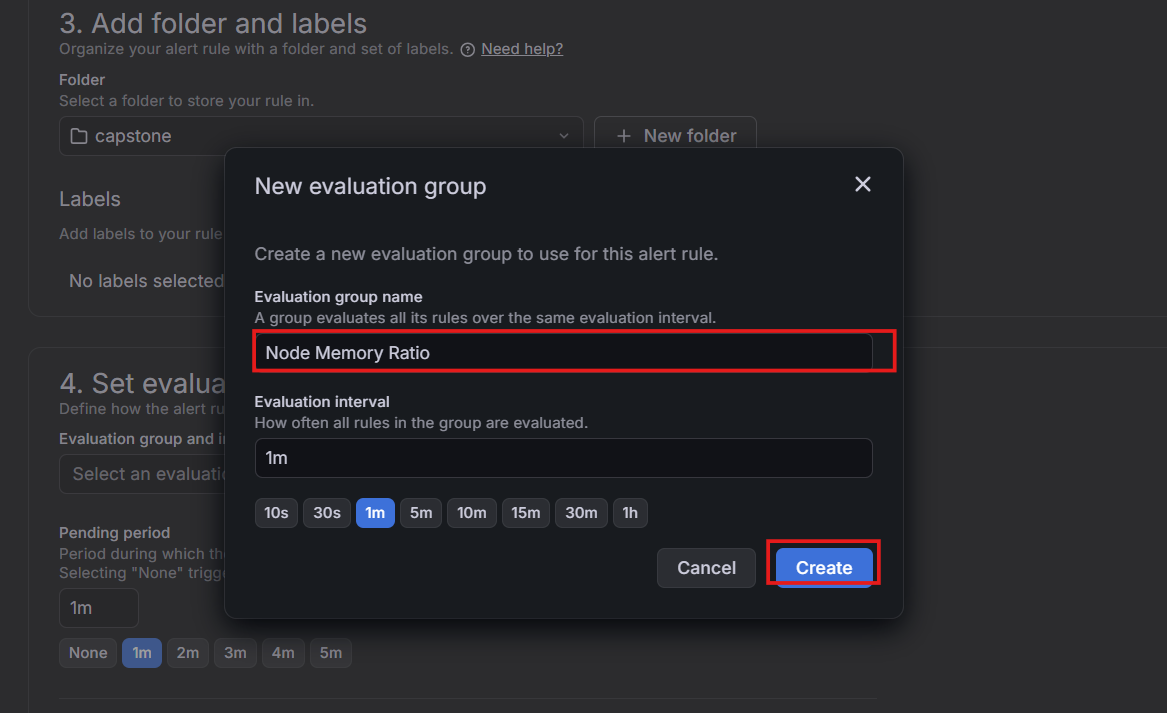 3. Add folder and labels
Organize your alert rule with a folder and set of labels. Need help?
Folder
Select a folder to store your rule in.
capstone
New folder
Labels
Add labels to your rule
No labels selected
New evaluation group
Create a new evaluation group to use for this alert rule.
Evaluation group name
A group evaluates all its rules over the same evaluation interval.
Node Memory Ratio
Evaluation interval
How often all rules in the group are evaluated.
1m
10s 30s 1m 5m 10m 15m 30m 1h
Cancel Create
4. Set evalua
Define how the alert ru
Evaluation group and i
Select an evaluati
Pending period
Period during which th
Selecting "None" trigg
1m
None 1m 2m 3m 4m 5m